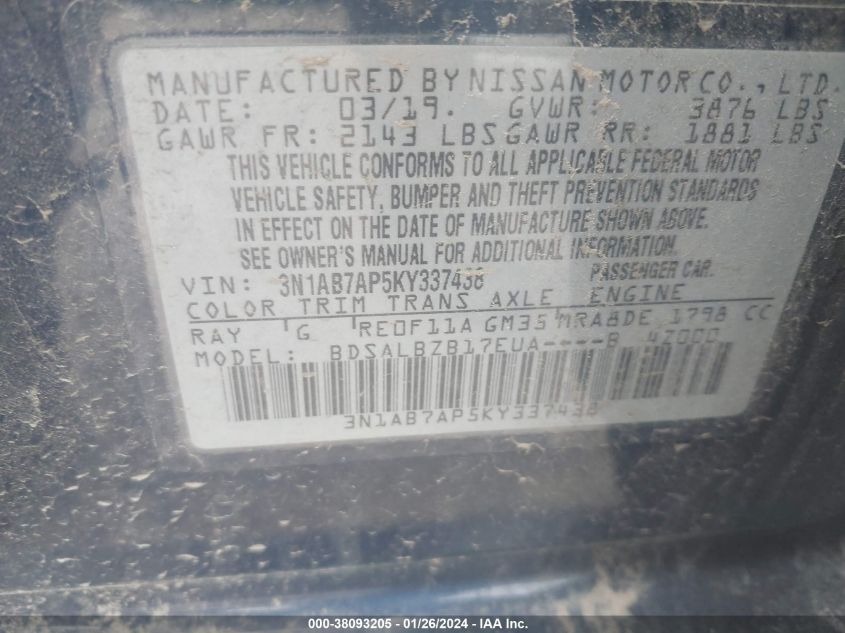 MANUFACTURED BY NISSAN MOTOR CO., LTD.
DATE: 03/19. GVWR: 3876 LBS
GAWR FR: 2143 LBS GAWR RR: 1881 LBS
THIS VEHICLE CONFORMS TO ALL APPLICABLE FEDERAL MOTOR
VEHICLE SAFETY, BUMPER AND THEFT PREVENTION STANDARDS
IN EFFECT ON THE DATE OF MANUFACTURE SHOWN ABOVE.
SEE OWNER'S MANUAL FOR ADDITIONAL INFORMATION.
VIN: 3N1AB7AP5KY337438 PASSENGER CAR
COLOR TRIM TRANS AXLE ENGINE
RAY G RE0F11A GM35 MRA8DE 1798 CC
MODEL: BDSALBZB17EUA----B 4Z000
3N1AB7AP5KY337438
000-38093205 - 01/26/2024 - IAA Inc.